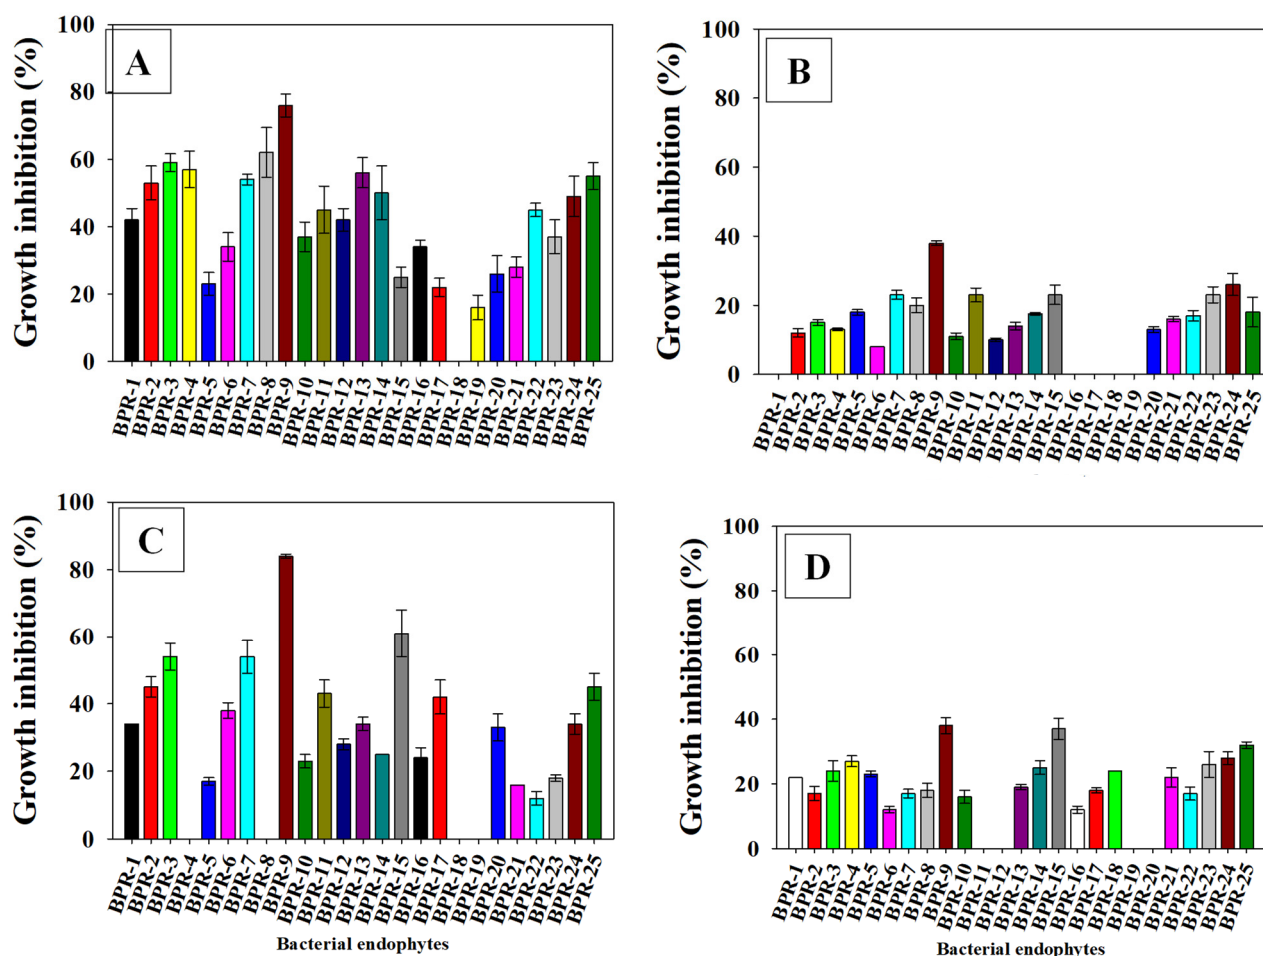 A
Growth inhibition (%)
100
80
60
40
20
0
BPR-1
BPR-2
BPR-3
BPR-4
BPR-5
BPR-6
BPR-7
BPR-8
BPR-9
BPR-10
BPR-11
BPR-12
BPR-13
BPR-14
BPR-15
BPR-16
BPR-17
BPR-18
BPR-19
BPR-20
BPR-21
BPR-22
BPR-23
BPR-24
BPR-25
B
Growth inhibition (%)
100
80
60
40
20
0
BPR-1
BPR-2
BPR-3
BPR-4
BPR-5
BPR-6
BPR-7
BPR-8
BPR-9
BPR-10
BPR-11
BPR-12
BPR-13
BPR-14
BPR-15
BPR-16
BPR-17
BPR-18
BPR-19
BPR-20
BPR-21
BPR-22
BPR-23
BPR-24
BPR-25
C
Growth inhibition (%)
100
80
60
40
20
0
BPR-1
BPR-2
BPR-3
BPR-4
BPR-5
BPR-6
BPR-7
BPR-8
BPR-9
BPR-10
BPR-11
BPR-12
BPR-13
BPR-14
BPR-15
BPR-16
BPR-17
BPR-18
BPR-19
BPR-20
BPR-21
BPR-22
BPR-23
BPR-24
BPR-25
Bacterial endophytes
D
Growth inhibition (%)
100
80
60
40
20
0
BPR-1
BPR-2
BPR-3
BPR-4
BPR-5
BPR-6
BPR-7
BPR-8
BPR-9
BPR-10
BPR-11
BPR-12
BPR-13
BPR-14
BPR-15
BPR-16
BPR-17
BPR-18
BPR-19
BPR-20
BPR-21
BPR-22
BPR-23
BPR-24
BPR-25
Bacterial endophytes